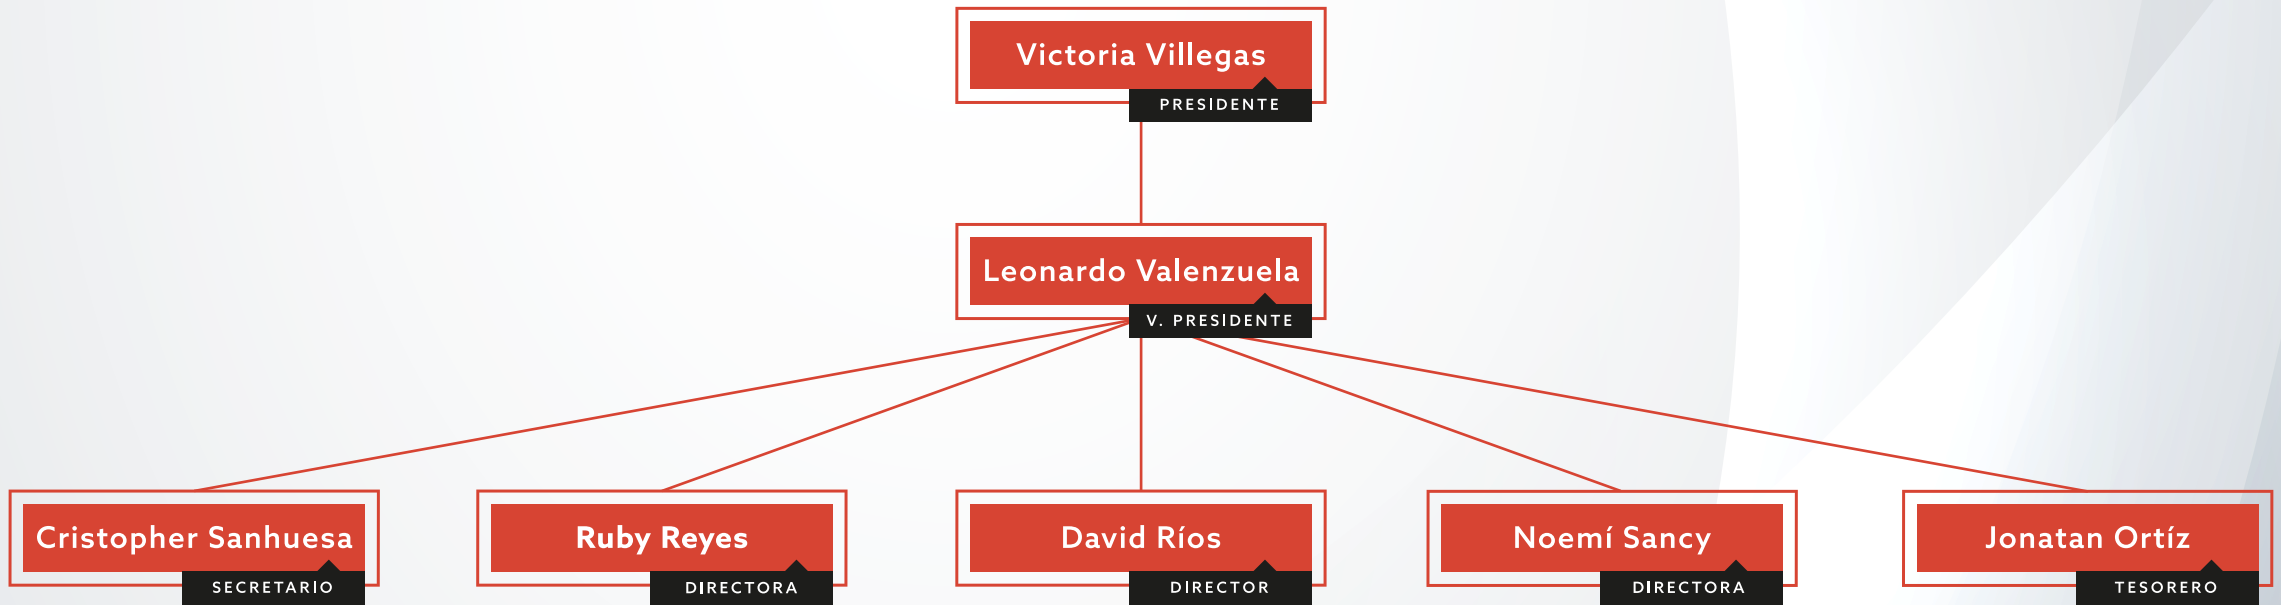 Victoria Villegas
PRESIDENTE
Leonardo Valenzuela
V. PRESIDENTE
Cristopher Sanhuesa
SECRETARIO
Ruby Reyes
DIRECTORA
David Ríos
DIRECTOR
Noemí Sancy
DIRECTORA
Jonatan Ortíz
TESORERO